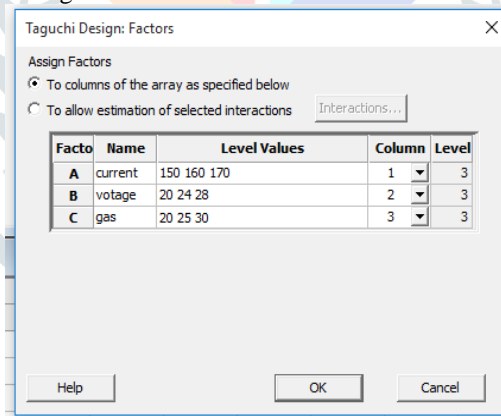 Taguchi Design: Factors
Assign Factors
To columns of the array as specified below
To allow estimation of selected interactions Interactions...
Facto Name Level Values Column Level
A current 150 160 170 1 3
B votage 20 24 28 2 3
C gas 20 25 30 3 3
Help OK Cancel